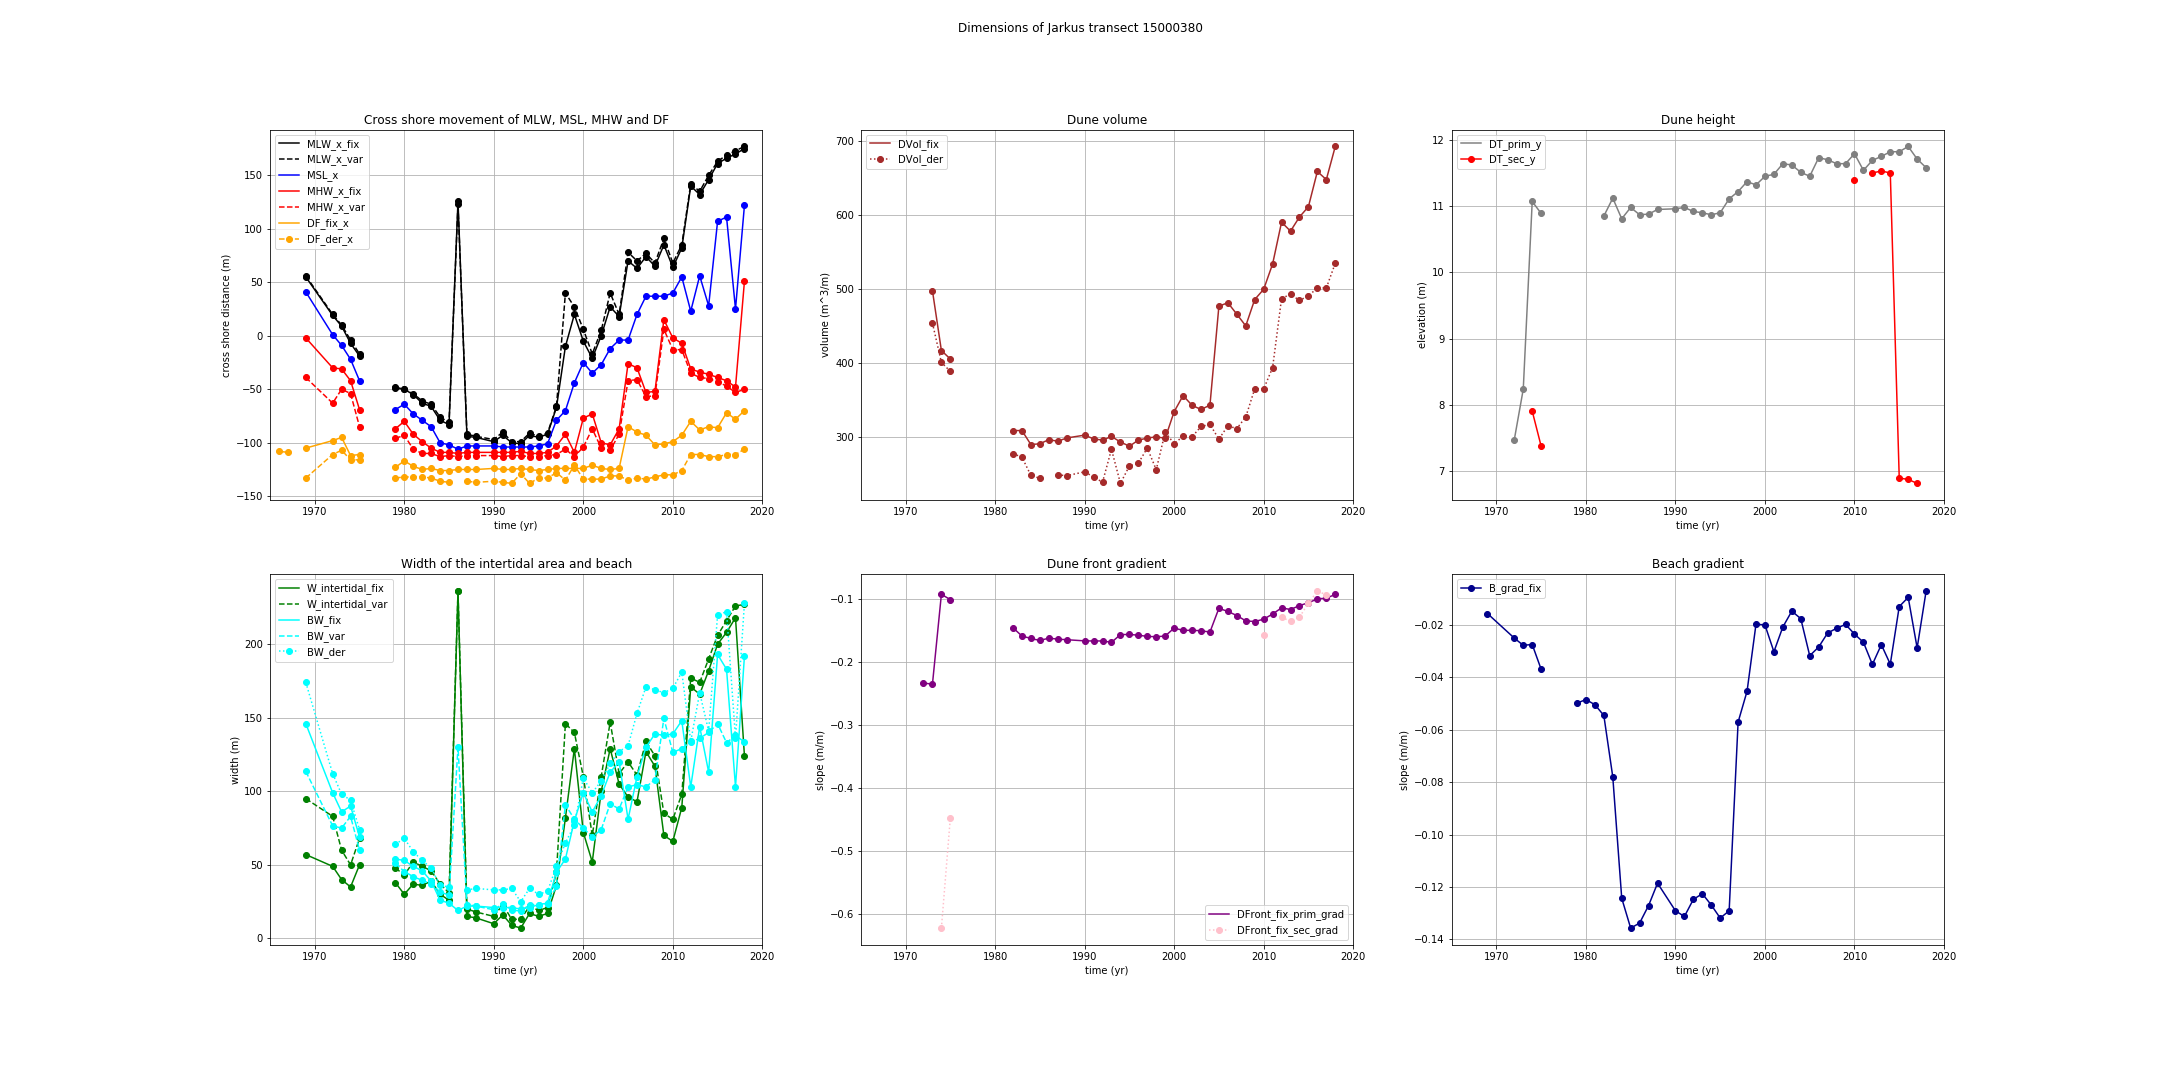 Dimensions of Jarkus transect 15000380
Cross shore movement of MLW, MSL, MHW and DF
MLW_x_fix
MLW_x_var
MSL_x
MHW_x_fix
MHW_x_var
DF_fix_x
DF_der_x
150
100
50
0
−50
−100
−150
cross shore distance (m)
1970 1980 1990 2000 2010 2020
time (yr)
Dune volume
DVol_fix
DVol_der
700
600
500
400
300
volume (m^3/m)
1970 1980 1990 2000 2010 2020
time (yr)
Dune height
DT_prim_y
DT_sec_y
12
11
10
9
8
7
elevation (m)
1970 1980 1990 2000 2010 2020
time (yr)
Width of the intertidal area and beach
W_intertidal_fix
W_intertidal_var
BW_fix
BW_var
BW_der
200
150
100
50
0
width (m)
1970 1980 1990 2000 2010 2020
time (yr)
Dune front gradient
−0.1
−0.2
−0.3
−0.4
−0.5
−0.6
slope (m/m)
DFront_fix_prim_grad
DFront_fix_sec_grad
1970 1980 1990 2000 2010 2020
time (yr)
Beach gradient
B_grad_fix
−0.02
−0.04
−0.06
−0.08
−0.10
−0.12
−0.14
slope (m/m)
1970 1980 1990 2000 2010 2020
time (yr)